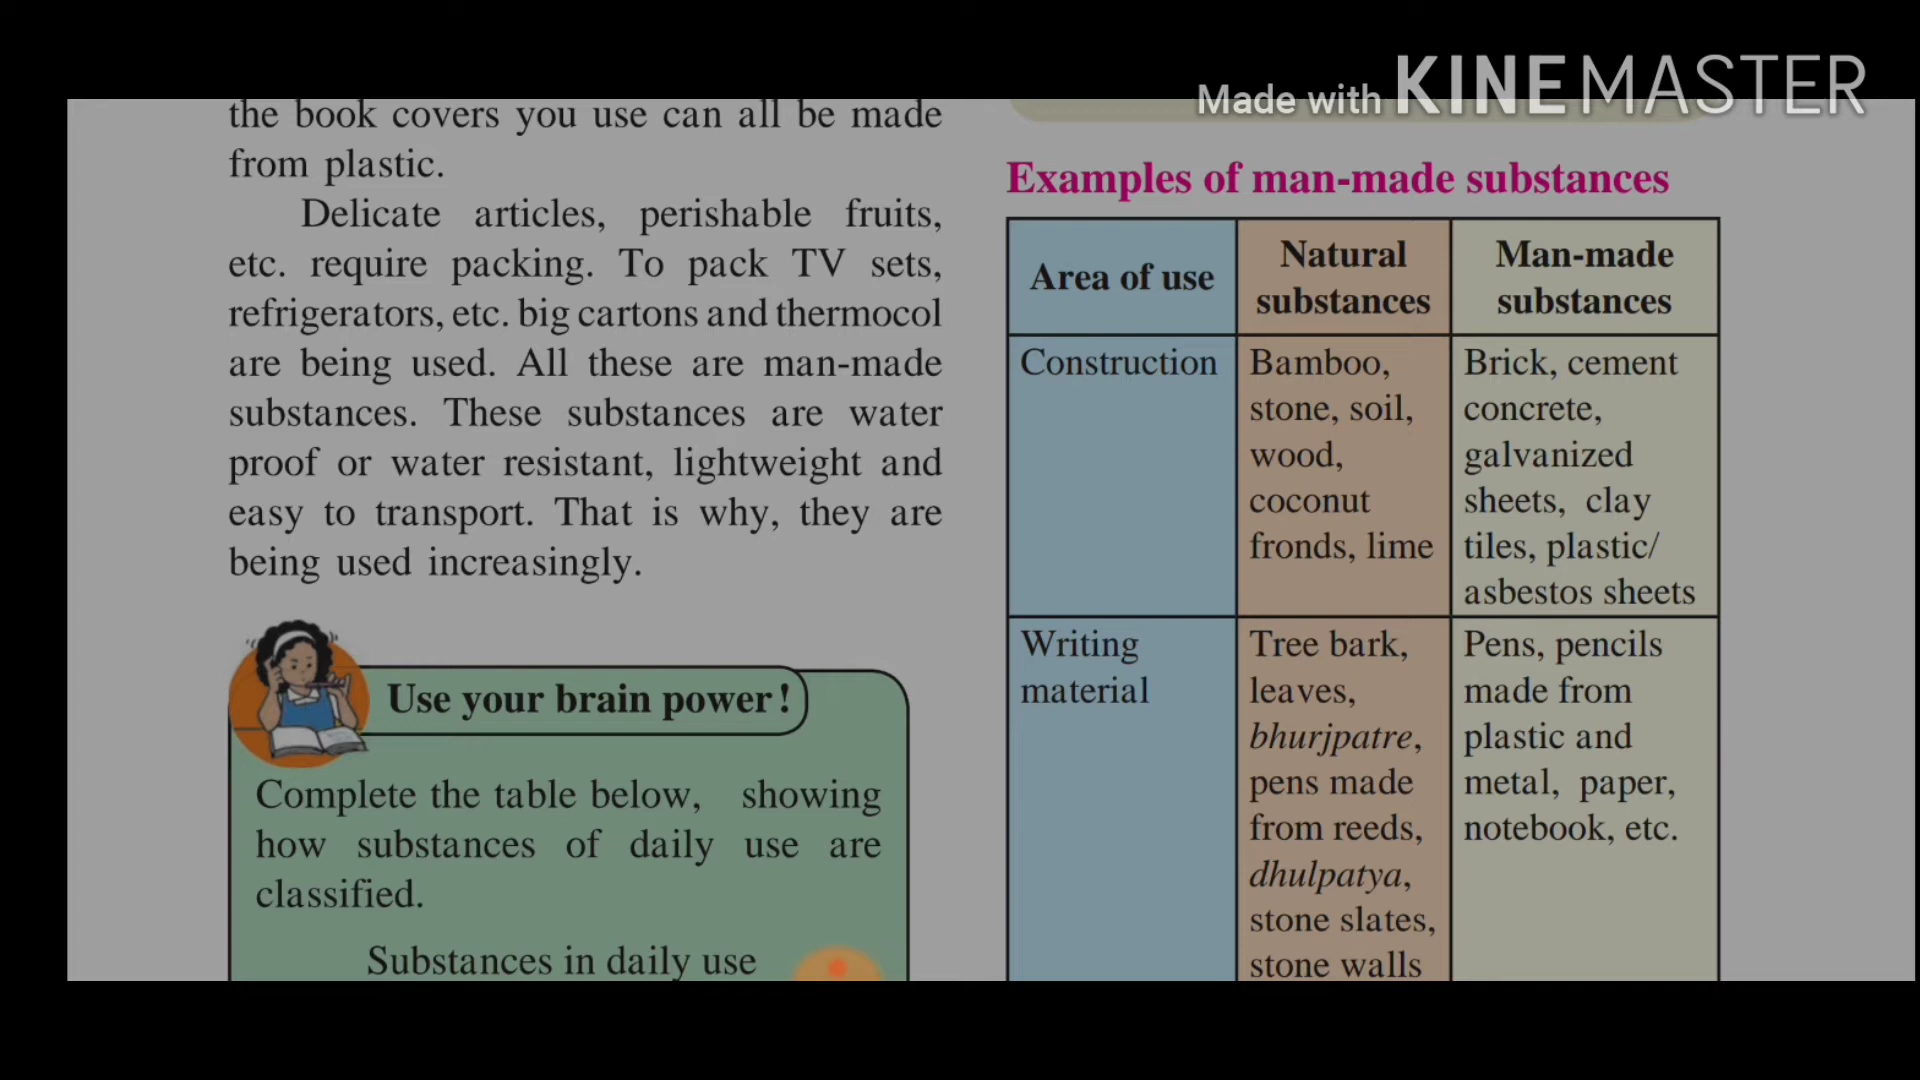 Made with KINEMASTER
the book covers you use can all be made
from plastic.
Delicate articles, perishable fruits,
etc. require packing. To pack TV sets,
refrigerators, etc. big cartons and thermocol
are being used. All these are man-made
substances. These substances are water
proof or water resistant, lightweight and
easy to transport. That is why, they are
being used increasingly.
Use your brain power!
Complete the table below, showing
how substances of daily use are
classified.
Substances in daily use
Examples of man-made substances
Area of use
Natural
substances
Man-made
substances
Construction
Bamboo,
stone, soil,
wood,
coconut
fronds, lime
Brick, cement
concrete,
galvanized
sheets, clay
tiles, plastic/
asbestos sheets
Writing
material
Tree bark,
leaves,
bhurjpatre,
pens made
from reeds,
dhulpatya,
stone slates,
stone walls
Pens, pencils
made from
plastic and
metal, paper,
notebook, etc.